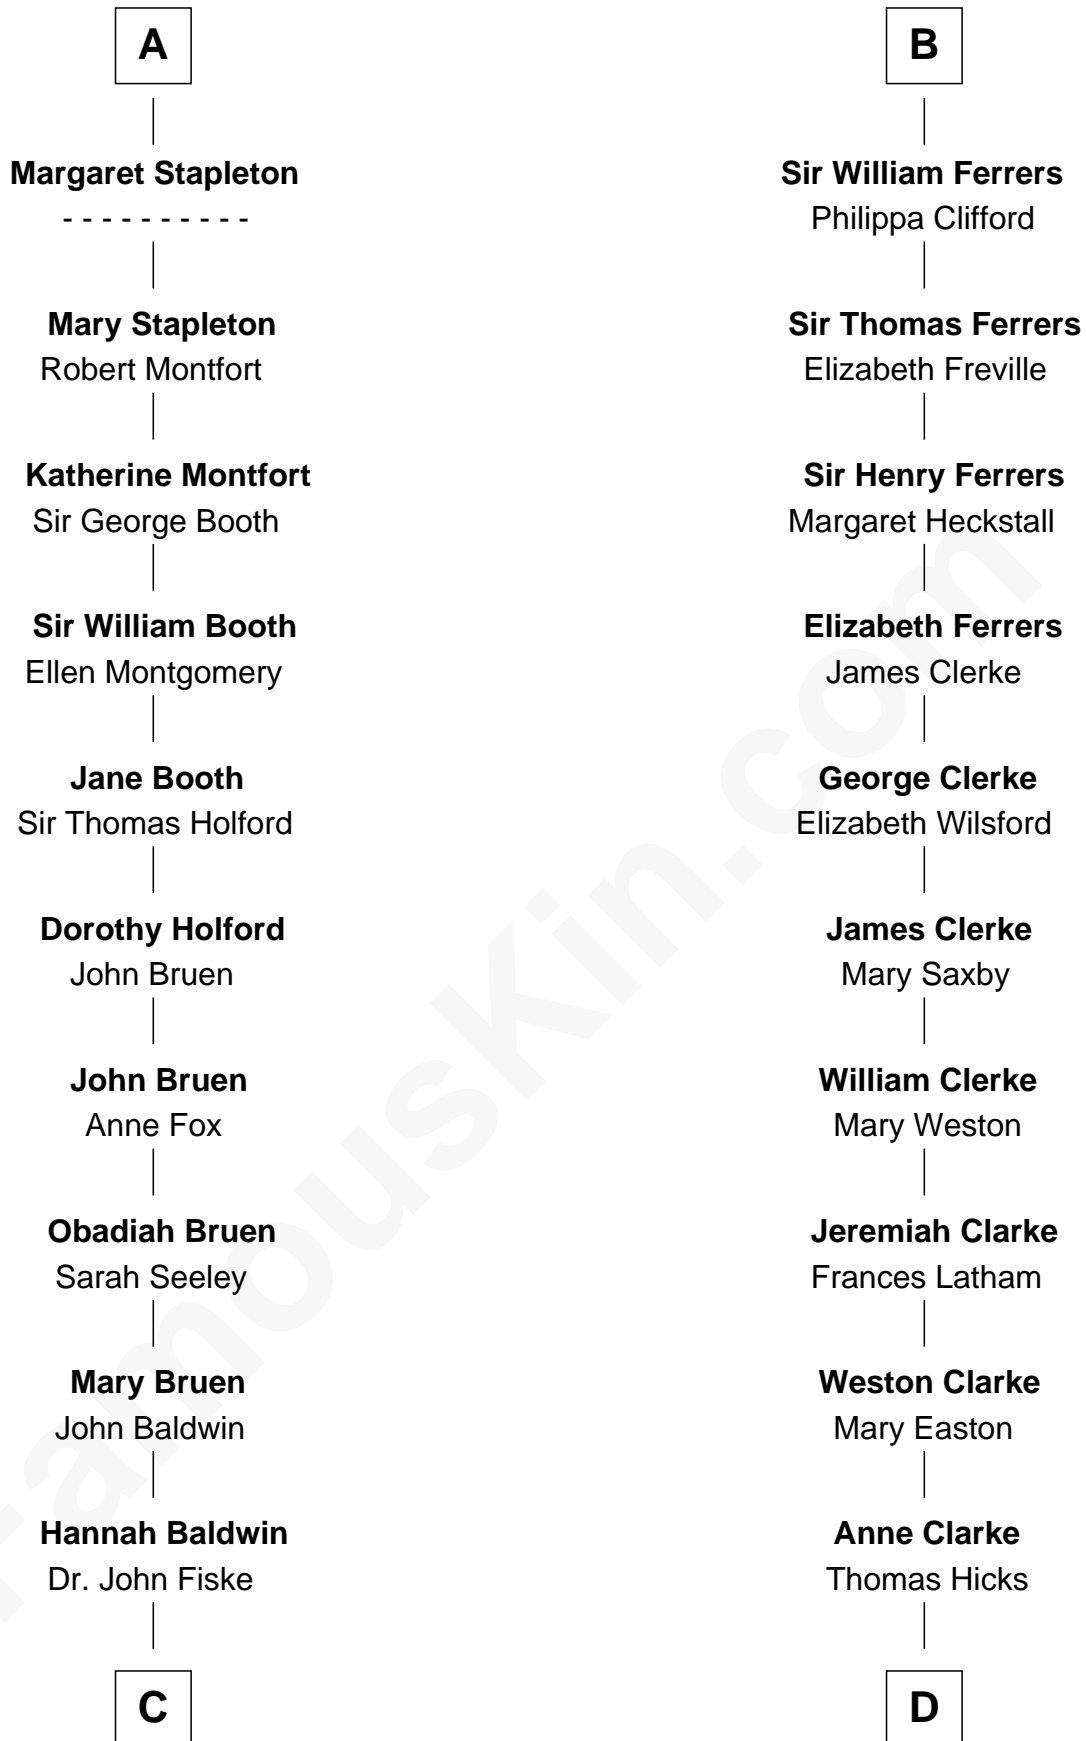 A
Margaret Stapleton
- - - - - - - - - -
Mary Stapleton
Robert Montfort
Katherine Montfort
Sir George Booth
Sir William Booth
Ellen Montgomery
Jane Booth
Sir Thomas Holford
Dorothy Holford
John Bruen
John Bruen
Anne Fox
Obadiah Bruen
Sarah Seeley
Mary Bruen
John Baldwin
Hannah Baldwin
Dr. John Fiske
C
B
Sir William Ferrers
Philippa Clifford
Sir Thomas Ferrers
Elizabeth Freville
Sir Henry Ferrers
Margaret Heckstall
Elizabeth Ferrers
James Clerke
George Clerke
Elizabeth Wilsford
James Clerke
Mary Saxby
William Clerke
Mary Weston
Jeremiah Clarke
Frances Latham
Weston Clarke
Mary Easton
Anne Clarke
Thomas Hicks
D
FamousKin.com